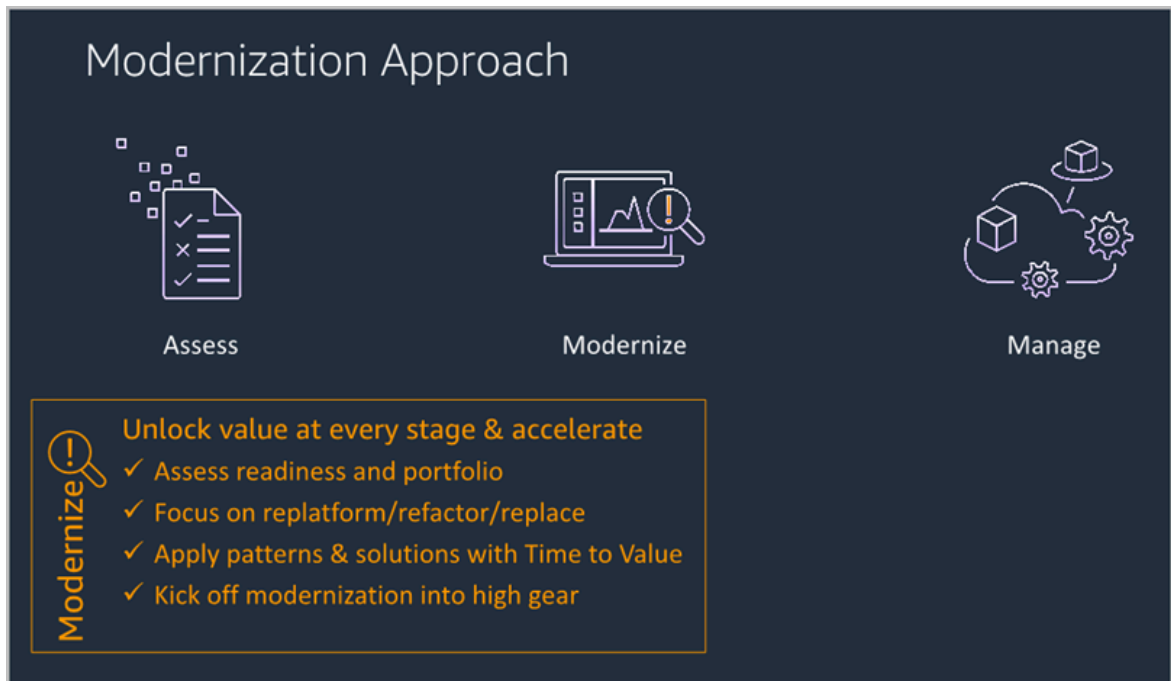 Modernization Approach
Assess
Modernize
Manage
Modernize
Unlock value at every stage & accelerate
✓ Assess readiness and portfolio
✓ Focus on replatform/refactor/replace
✓ Apply patterns & solutions with Time to Value
✓ Kick off modernization into high gear